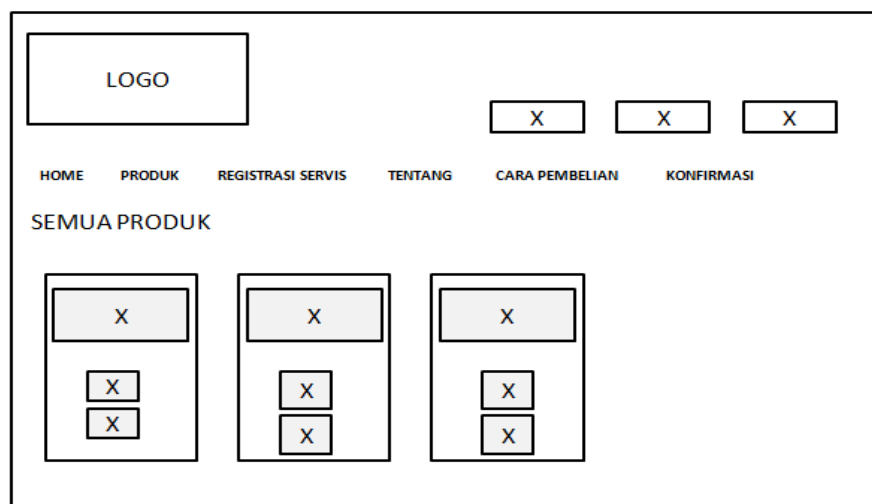 LOGO
X X X
HOME PRODUK REGISTRASI SERVIS TENTANG CARA PEMBELIAN KONFIRMASI
SEMUA PRODUK
X X X
X X X
X X X